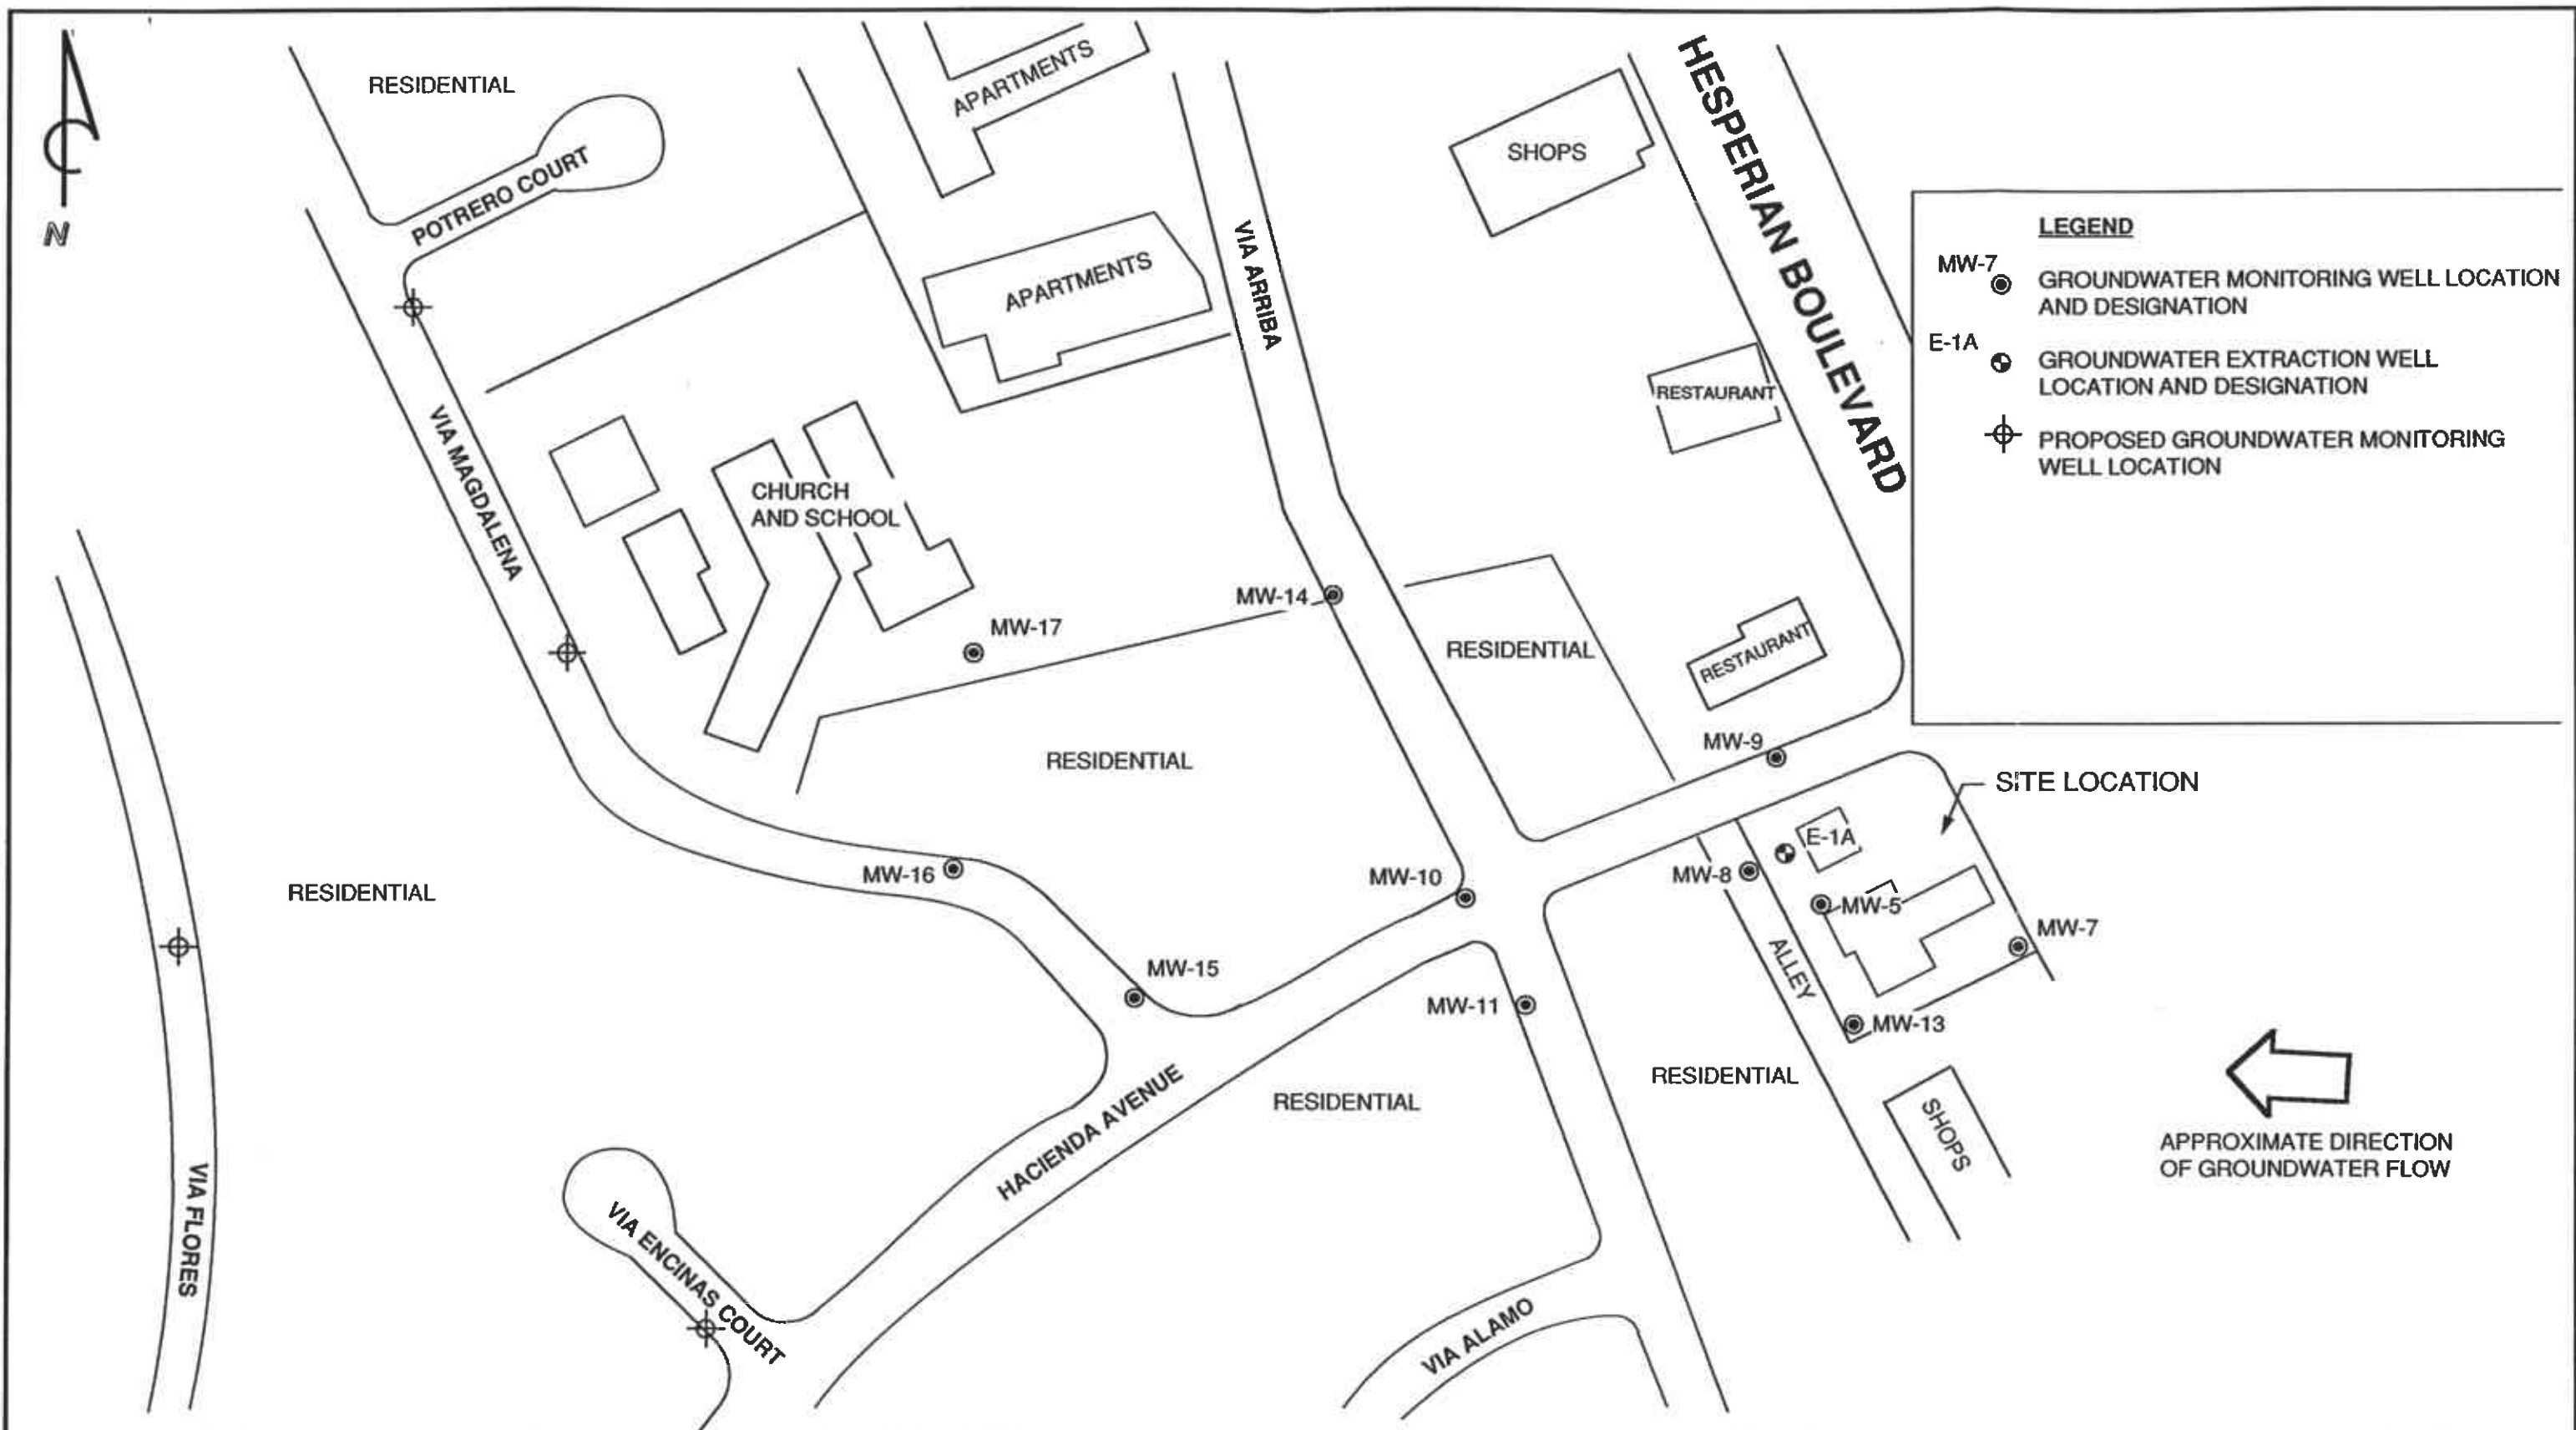 N
RESIDENTIAL
POTRERO COURT
APARTMENTS
APARTMENTS
VIA ARRIBA
SHOPS
HESPERIAN BOULEVARD
LEGEND
MW-7
GROUNDWATER MONITORING WELL LOCATION
AND DESIGNATION
E-1A
GROUNDWATER EXTRACTION WELL
LOCATION AND DESIGNATION
PROPOSED GROUNDWATER MONITORING
WELL LOCATION
RESTAURANT
VIA MAGDALENA
CHURCH
AND SCHOOL
MW-17
MW-14
RESIDENTIAL
RESTAURANT
MW-9
RESIDENTIAL
SITE LOCATION
E-1A
MW-8
MW-5
MW-7
MW-16
MW-10
RESIDENTIAL
MW-15
MW-11
ALLEY
MW-13
RESIDENTIAL
RESIDENTIAL
HACIENDA AVENUE
SHOPS
APPROXIMATE DIRECTION
OF GROUNDWATER FLOW
VIA FLORES
VIA ENCINAS COURT
VIA ALAMO